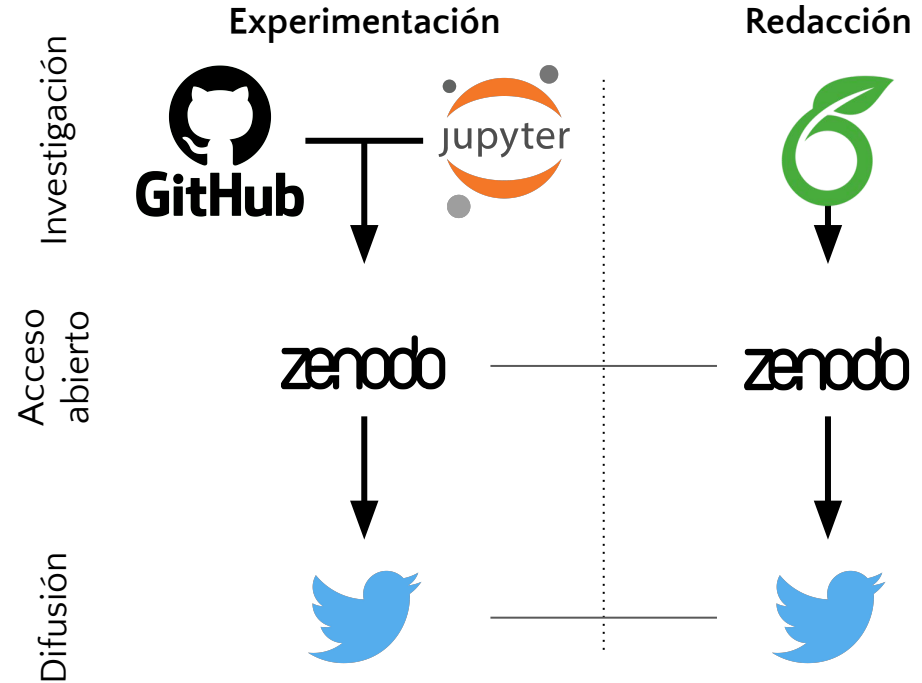 Experimentación
Redacción
Investigación
GitHub
jupyter
Acceso
abierto
zenodo
zenodo
Difusión